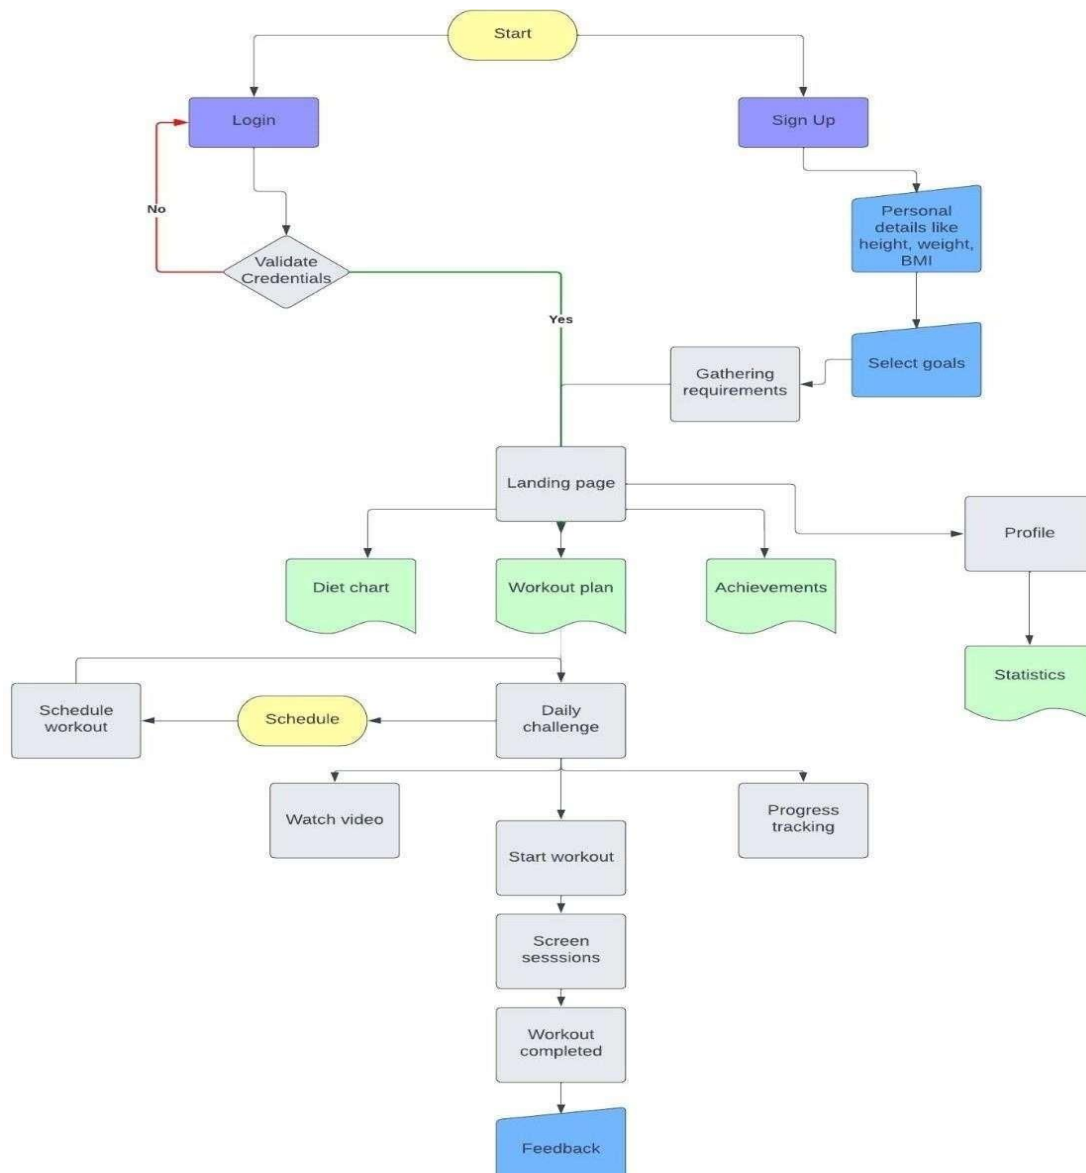 Start
Login
Sign Up
No
Personal
details like
height, weight,
BMI
Validate
Credentials
Yes
Select goals
Gathering
requirements
Landing page
Profile
Diet chart
Workout plan
Achievements
Statistics
Schedule
workout
Schedule
Daily
challenge
Watch video
Progress
tracking
Start workout
Screen
sesssions
Workout
completed
Feedback